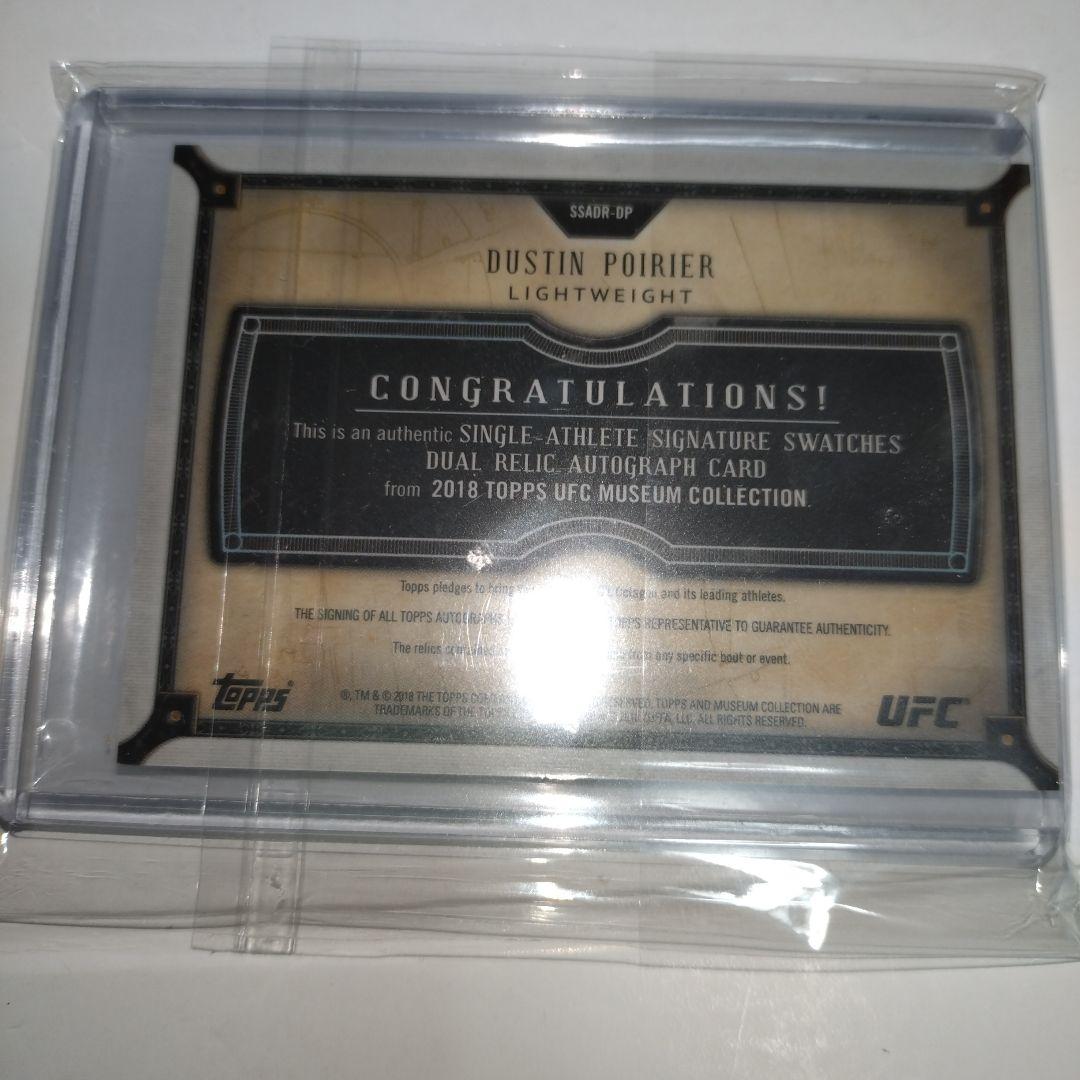 SSADR-DP
DUSTIN POIRIER
LIGHTWEIGHT
CONGRATULATIONS!
This is an authentic SINGLE-ATHLETE SIGNATURE SWATCHES
DUAL RELIC AUTOGRAPH CARD
from 2018 TOPPS UFC MUSEUM COLLECTION.
Topps pledges to bring and its leading athletes.
THE SIGNING OF ALL TOPPS AUTOGRAPHS REPRESENTATIVE TO GUARANTEE AUTHENTICITY.
The relics from any specific bout or event.
topps®
®, TM & © 2018 THE TOPPS TOPPS AND MUSEUM COLLECTION ARE
TRADEMARKS OF THE LLC. ALL RIGHTS RESERVED.
UFC